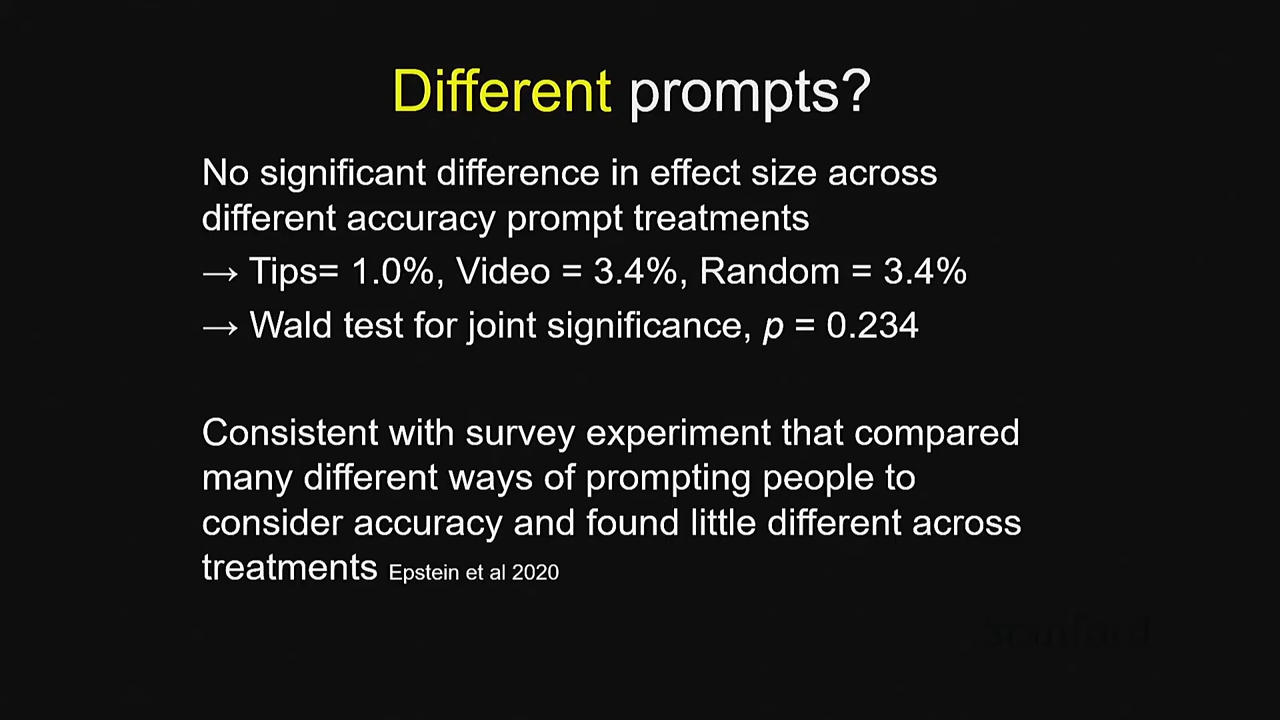 Different prompts?
No significant difference in effect size across
different accuracy prompt treatments
→ Tips= 1.0%, Video = 3.4%, Random = 3.4%
→ Wald test for joint significance, p = 0.234
Consistent with survey experiment that compared
many different ways of prompting people to
consider accuracy and found little different across
treatments Epstein et al 2020
Stanford